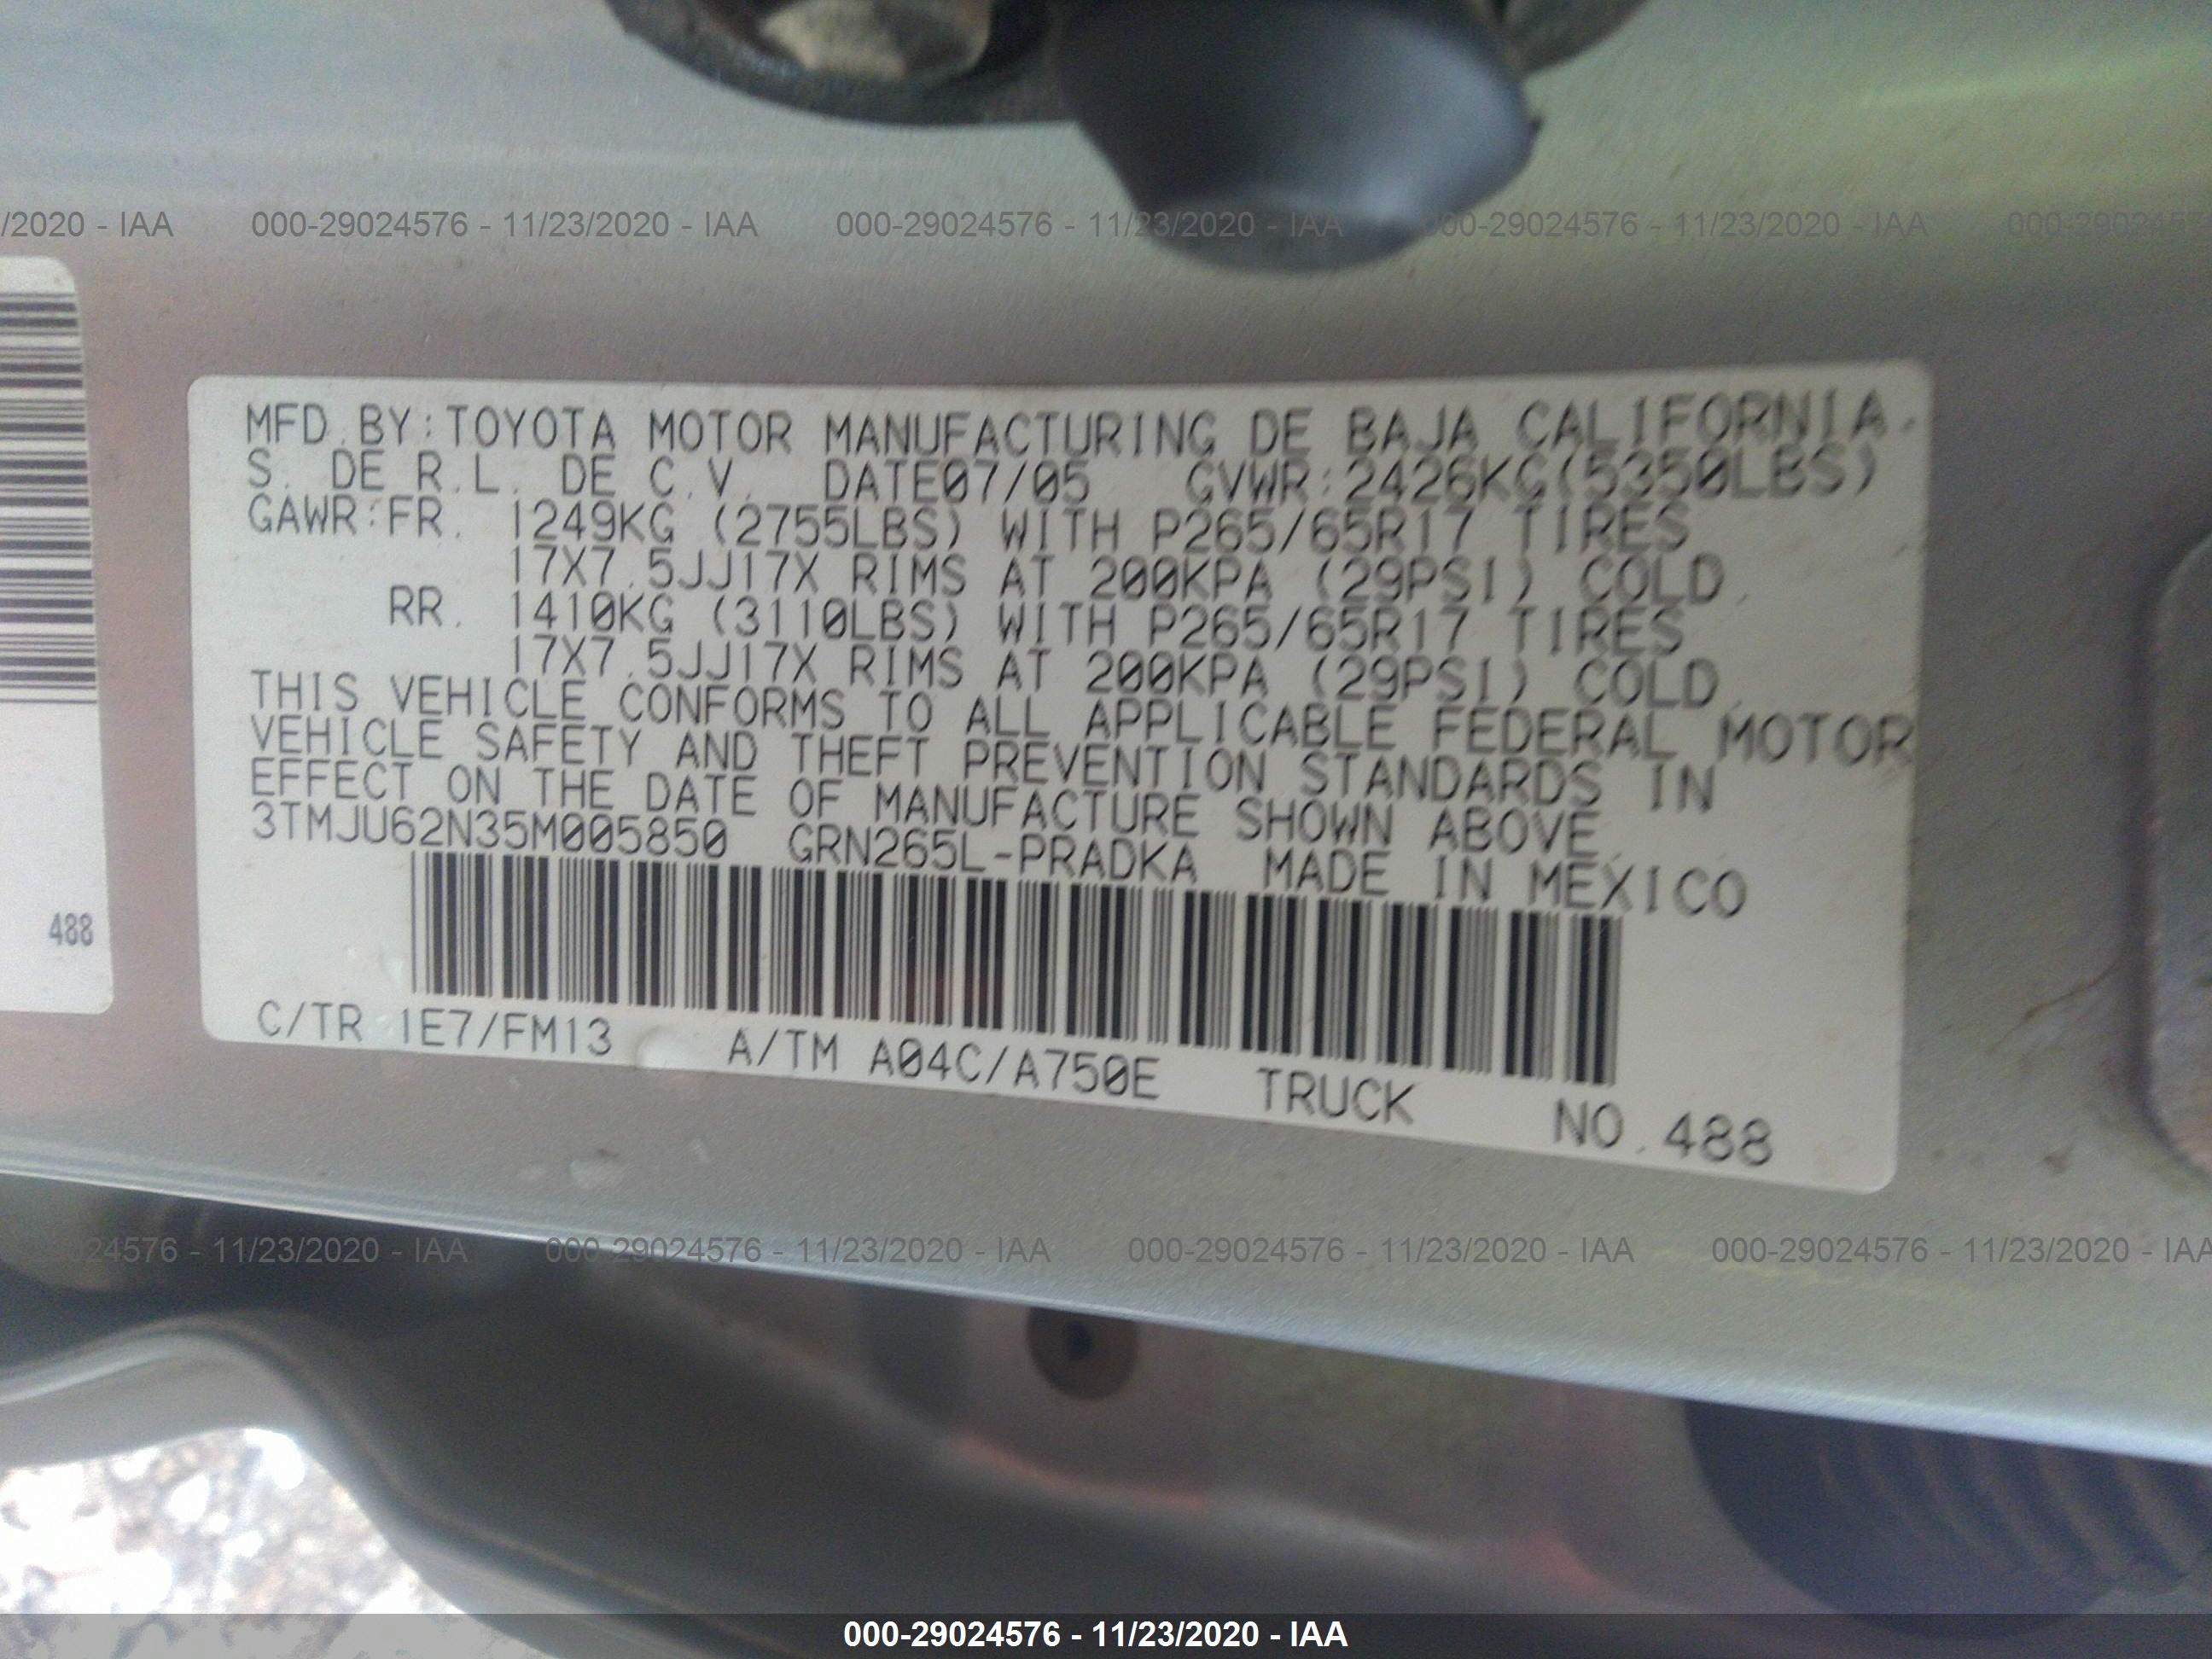 /2020 - IAA 000-29024576 - 11/23/2020 - IAA 000-29024576 - 11/23/2020 - IAA 000-29024576 - 11/23/2020 - IAA 000-2902457
MFD.BY:TOYOTA MOTOR MANUFACTURING DE BAJA CALIFORNIA,
S. DE R.L. DE C.V. DATE07/05 GVWR:2426KG(5350LBS)
GAWR:FR. 1249KG (2755LBS) WITH P265/65R17 TIRES
17X7.5JJ17X RIMS AT 200KPA (29PSI) COLD,
RR. 1410KG (3110LBS) WITH P265/65R17 TIRES
17X7.5JJ17X RIMS AT 200KPA (29PSI) COLD.
THIS VEHICLE CONFORMS TO ALL APPLICABLE FEDERAL MOTOR
VEHICLE SAFETY AND THEFT PREVENTION STANDARDS IN
EFFECT ON THE DATE OF MANUFACTURE SHOWN ABOVE.
3TMJU62N35M005850 GRN265L-PRADKA MADE IN MEXICO
488
C/TR 1E7/FM13 A/TM A04C/A750E TRUCK NO.488
24576 - 11/23/2020 - IAA 000-29024576 - 11/23/2020 - IAA 000-29024576 - 11/23/2020 - IAA 000-29024576 - 11/23/2020 - IAA
000-29024576 - 11/23/2020 - IAA